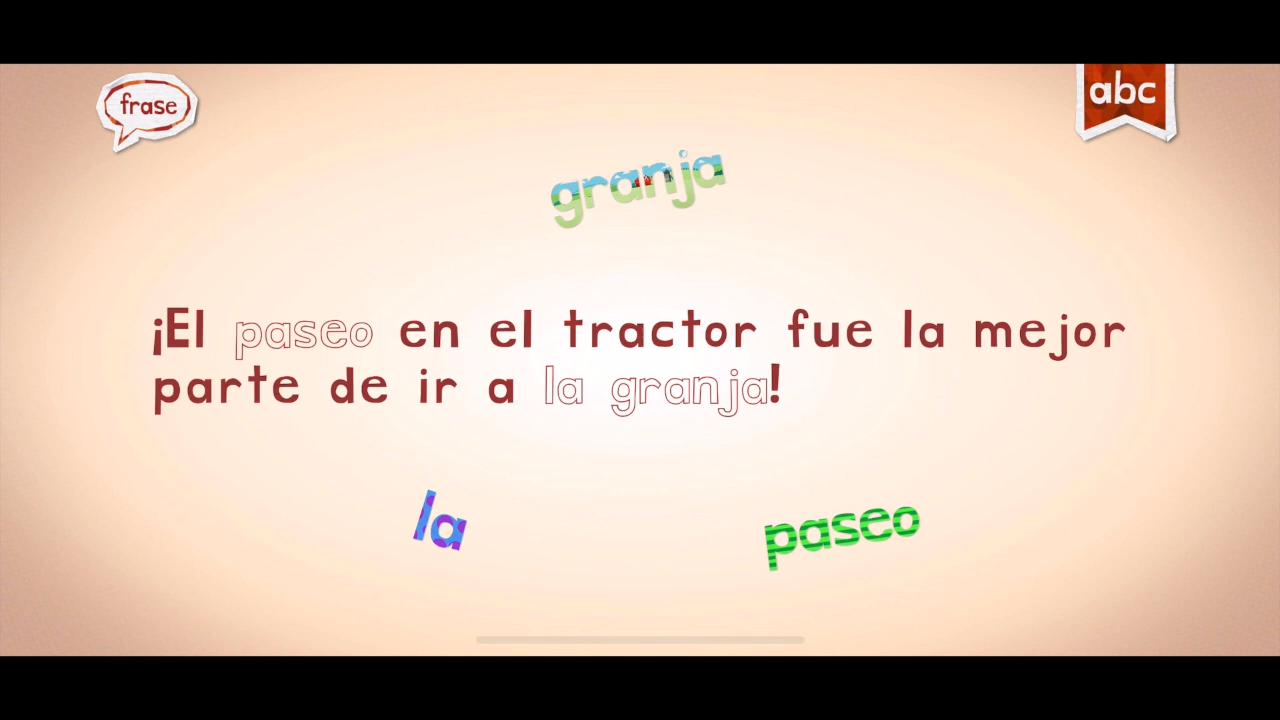 frase
abc
granja
¡El paseo en el tractor fue la mejor
parte de ir a la granja!
la
paseo